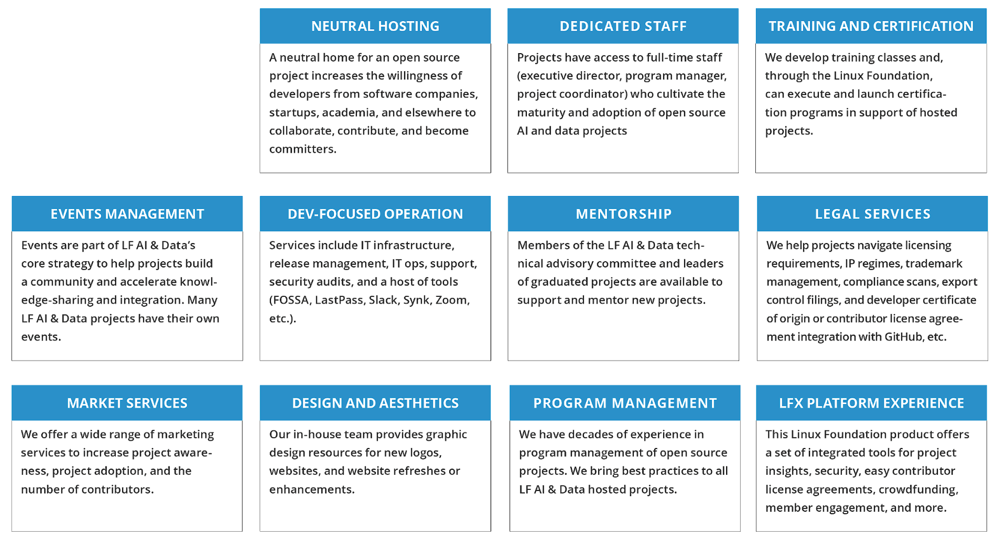 NEUTRAL HOSTING
A neutral home for an open source
project increases the willingness of
developers from software companies,
startups, academia, and elsewhere to
collaborate, contribute, and become
committers.
DEDICATED STAFF
Projects have access to full-time staff
(executive director, program manager,
project coordinator) who cultivate the
maturity and adoption of open source
AI and data projects
TRAINING AND CERTIFICATION
We develop training classes and,
through the Linux Foundation,
can execute and launch certifica-
tion programs in support of hosted
projects.
EVENTS MANAGEMENT
Events are part of LF AI & Data’s
core strategy to help projects build
a community and accelerate knowl-
edge-sharing and integration. Many
LF AI & Data projects have their own
events.
DEV-FOCUSED OPERATION
Services include IT infrastructure,
release management, IT ops, support,
security audits, and a host of tools
(FOSSA, LastPass, Slack, Synk, Zoom,
etc.).
MENTORSHIP
Members of the LF AI & Data tech-
nical advisory committee and leaders
of graduated projects are available to
support and mentor new projects.
LEGAL SERVICES
We help projects navigate licensing
requirements, IP regimes, trademark
management, compliance scans, export
control filings, and developer certificate
of origin or contributor license agree-
ment integration with GitHub, etc.
MARKET SERVICES
We offer a wide range of marketing
services to increase project aware-
ness, project adoption, and the
number of contributors.
DESIGN AND AESTHETICS
Our in-house team provides graphic
design resources for new logos,
websites, and website refreshes or
enhancements.
PROGRAM MANAGEMENT
We have decades of experience in
program management of open source
projects. We bring best practices to all
LF AI & Data hosted projects.
LFX PLATFORM EXPERIENCE
This Linux Foundation product offers
a set of integrated tools for project
insights, security, easy contributor
license agreements, crowdfunding,
member engagement, and more.